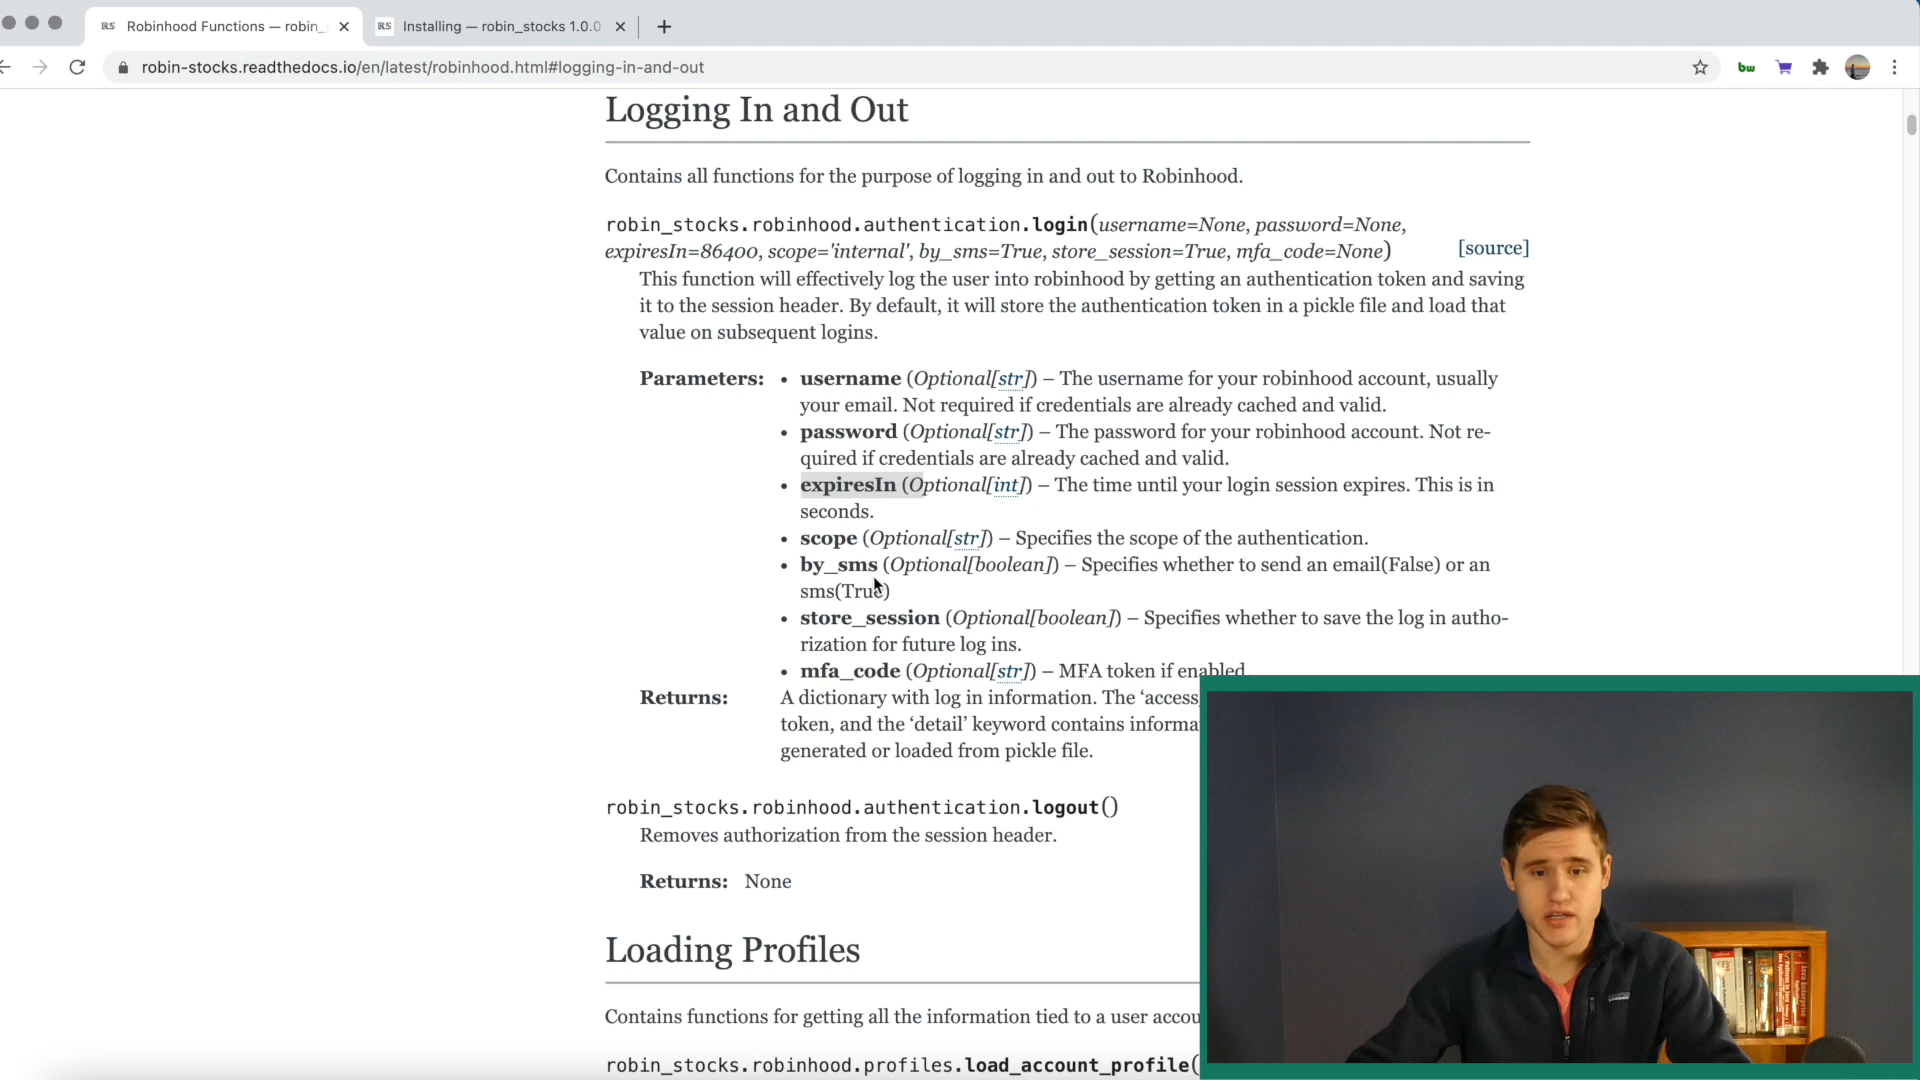 RS Robinhood Functions — robin_
RS Installing — robin_stocks 1.0.0
robin-stocks.readthedocs.io/en/latest/robinhood.html#logging-in-and-out
bw
Logging In and Out
Contains all functions for the purpose of logging in and out to Robinhood.
robin_stocks.robinhood.authentication.login(username=None, password=None,
expiresIn=86400, scope='internal', by_sms=True, store_session=True, mfa_code=None) [source]
This function will effectively log the user into robinhood by getting an authentication token and saving
it to the session header. By default, it will store the authentication token in a pickle file and load that
value on subsequent logins.
Parameters: • username (Optional[str]) – The username for your robinhood account, usually
your email. Not required if credentials are already cached and valid.
• password (Optional[str]) – The password for your robinhood account. Not re-
quired if credentials are already cached and valid.
• expiresIn (Optional[int]) – The time until your login session expires. This is in
seconds.
• scope (Optional[str]) – Specifies the scope of the authentication.
• by_sms (Optional[boolean]) – Specifies whether to send an email(False) or an
sms(True)
• store_session (Optional[boolean]) – Specifies whether to save the log in autho-
rization for future log ins.
• mfa_code (Optional[str]) – MFA token if enabled.
Returns: A dictionary with log in information. The ‘access
token, and the ‘detail’ keyword contains informa
generated or loaded from pickle file.
robin_stocks.robinhood.authentication.logout()
Removes authorization from the session header.
Returns: None
Loading Profiles
Contains functions for getting all the information tied to a user accou
robin_stocks.robinhood.profiles.load_account_profile(